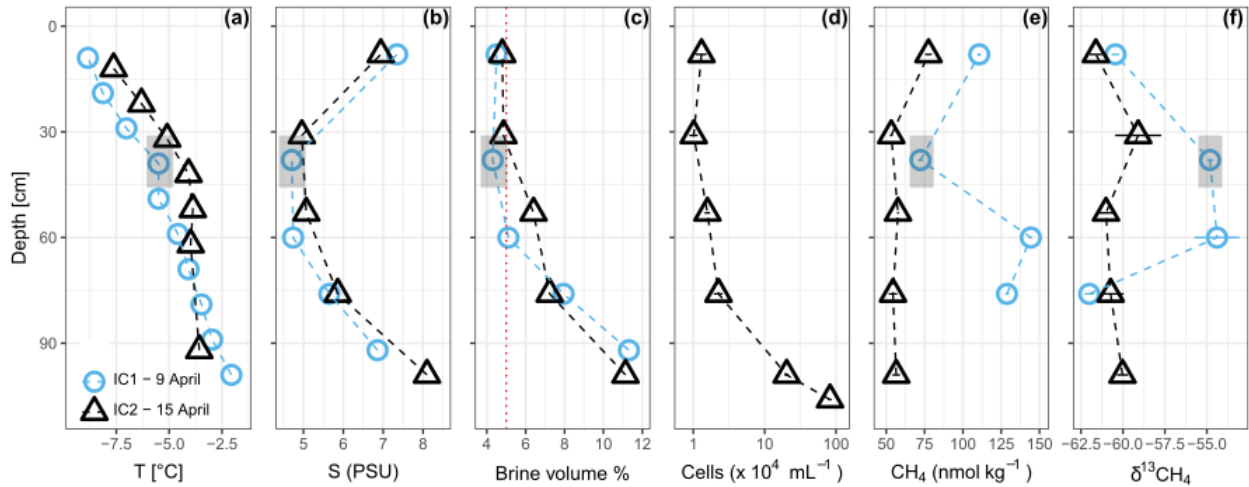 (a) (b) (c) (d) (e) (f)
0
30
60
90
Depth [cm]
IC1 − 9 April
IC2 − 15 April
−7.5 −5.0 −2.5 5 6 7 8 4 6 8 10 12 1 10 100 50 75 100 125 150 −62.5 −60.0 −57.5 −55.0
T [°C] S (PSU) Brine volume % Cells (x 10⁴ mL⁻¹) CH₄ (nmol kg⁻¹) δ¹³CH₄